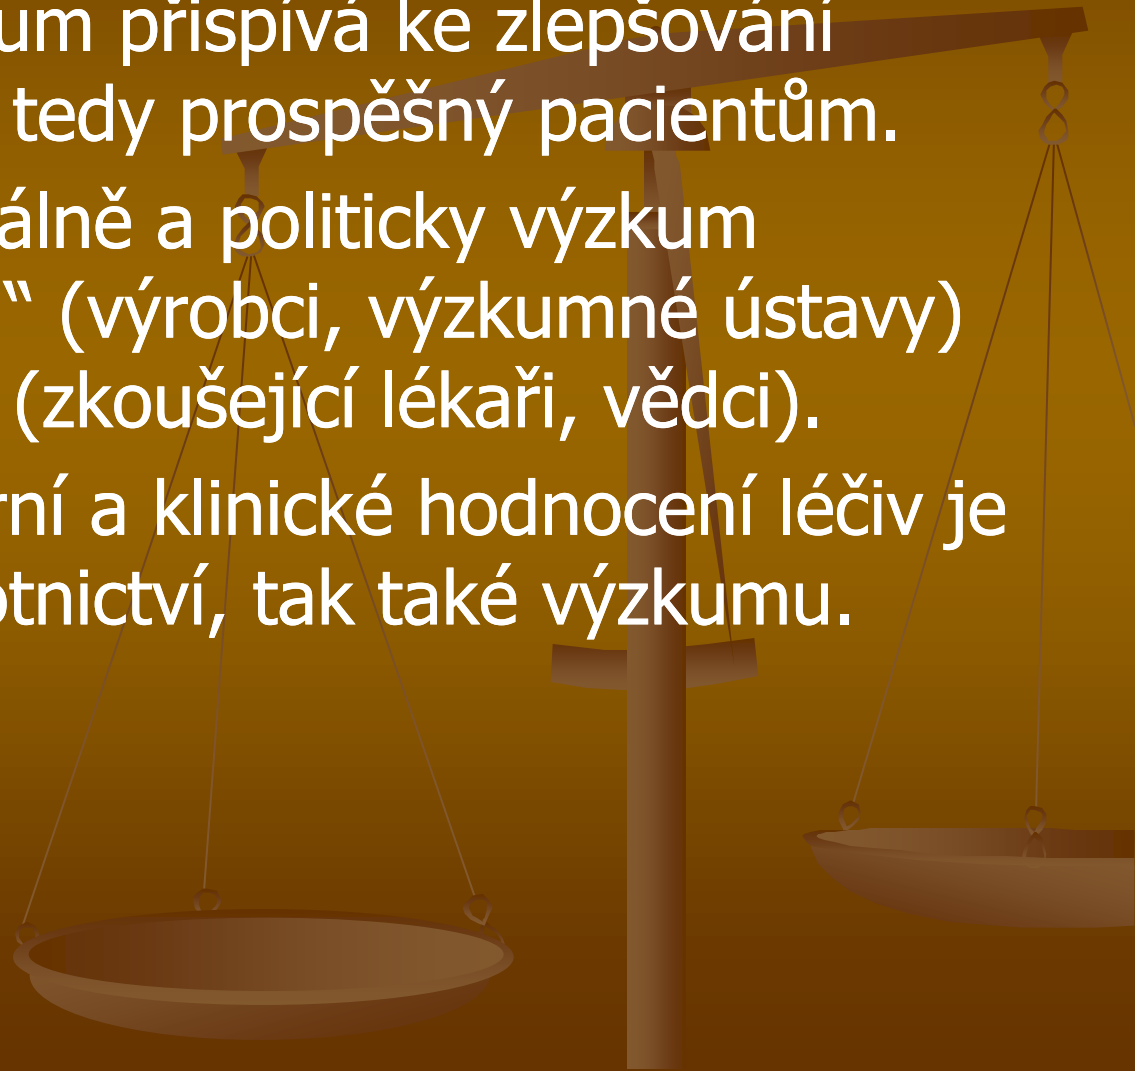 um přispívá ke zlepšování
tedy prospěšný pacientům.
álně a politicky výzkum
“ (výrobci, výzkumné ústavy)
(zkoušející lékaři, vědci).
rní a klinické hodnocení léčiv je
otnictví, tak také výzkumu.